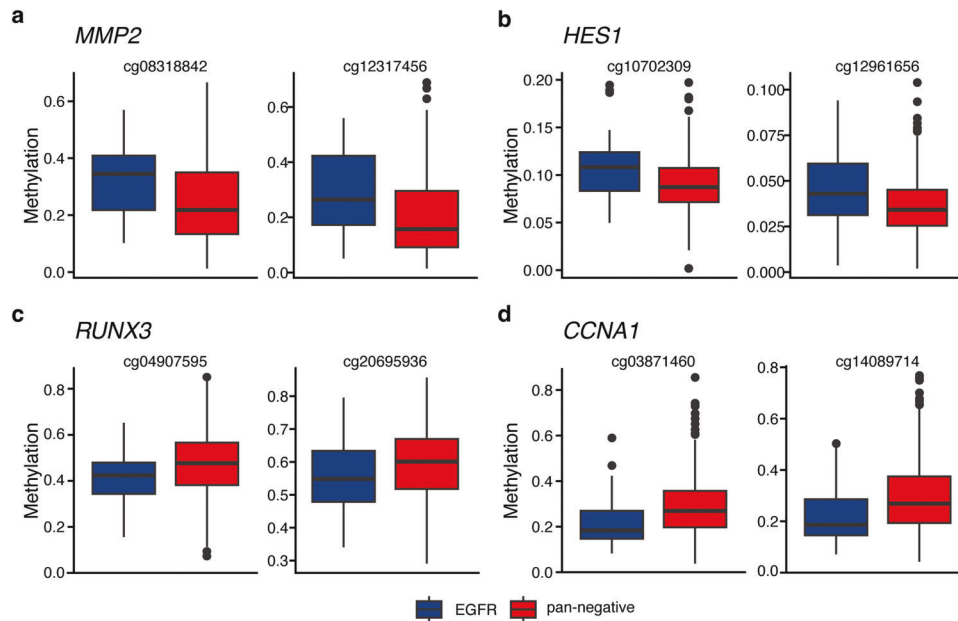 a
MMP2
cg08318842
cg12317456
Methylation
0.6
0.4
0.2
0.0
0.6
0.4
0.2
0.0
b
HES1
cg10702309
cg12961656
Methylation
0.20
0.15
0.10
0.05
0.00
0.100
0.075
0.050
0.025
0.000
c
RUNX3
cg04907595
cg20695936
Methylation
0.8
0.6
0.4
0.2
0.0
0.8
0.7
0.6
0.5
0.4
0.3
d
CCNA1
cg03871460
cg14089714
Methylation
0.8
0.6
0.4
0.2
0.0
0.8
0.6
0.4
0.2
0.0
EGFR
pan-negative